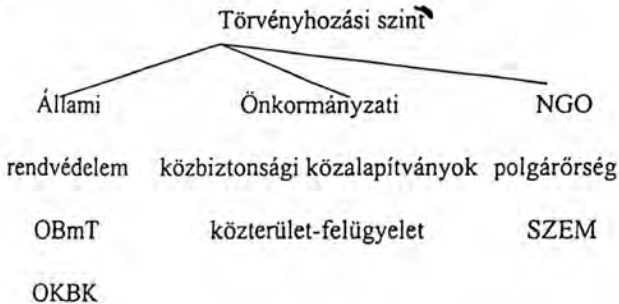 Törvényhozási szint
Állami Önkormányzati NGO
rendvédelem közbiztonsági közalapítványok polgárőrség
OBmT közterület-felügyelet SZEM
OKBK